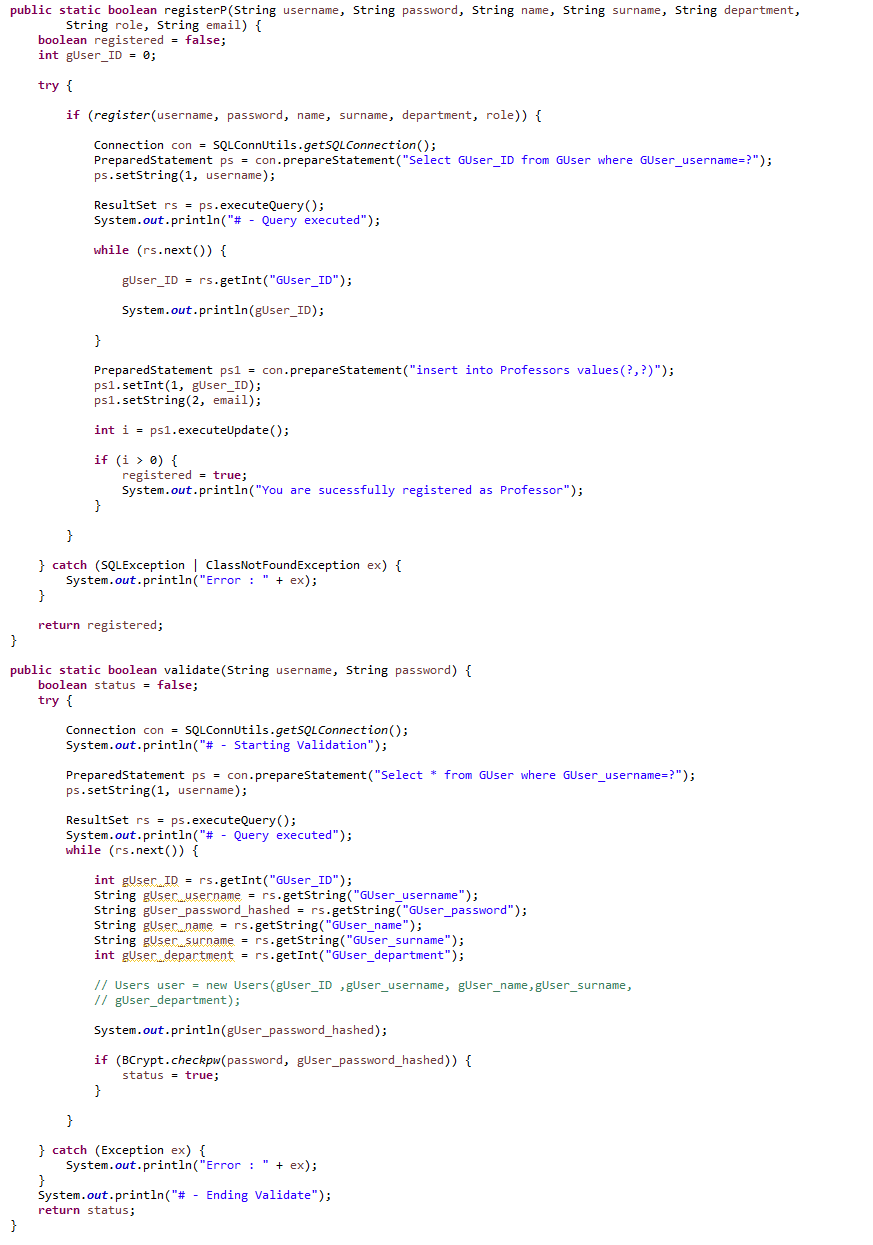 public static boolean registerP(String username, String password, String name, String surname, String department,
String role, String email) {
boolean registered = false;
int gUser_ID = 0;
try {
if (register(username, password, name, surname, department, role)) {
Connection con = SQLConnUtils.getSQLConnection();
PreparedStatement ps = con.prepareStatement("Select GUser_ID from GUser where GUser_username=?");
ps.setString(1, username);
ResultSet rs = ps.executeQuery();
System.out.println("# - Query executed");
while (rs.next()) {
gUser_ID = rs.getInt("GUser_ID");
System.out.println(gUser_ID);
}
PreparedStatement ps1 = con.prepareStatement("insert into Professors values(?,?)");
ps1.setInt(1, gUser_ID);
ps1.setString(2, email);
int i = ps1.executeUpdate();
if (i > 0) {
registered = true;
System.out.println("You are sucessfully registered as Professor");
}
}
} catch (SQLException | ClassNotFoundException ex) {
System.out.println("Error : " + ex);
}
return registered;
}
public static boolean validate(String username, String password) {
boolean status = false;
try {
Connection con = SQLConnUtils.getSQLConnection();
System.out.println("# - Starting Validation");
PreparedStatement ps = con.prepareStatement("Select * from GUser where GUser_username=?");
ps.setString(1, username);
ResultSet rs = ps.executeQuery();
System.out.println("# - Query executed");
while (rs.next()) {
int gUser_ID = rs.getInt("GUser_ID");
String gUser_username = rs.getString("GUser_username");
String gUser_password_hashed = rs.getString("GUser_password");
String gUser_name = rs.getString("GUser_name");
String gUser_surname = rs.getString("GUser_surname");
int gUser_department = rs.getInt("GUser_department");
// Users user = new Users(gUser_ID ,gUser_username, gUser_name,gUser_surname,
// gUser_department);
System.out.println(gUser_password_hashed);
if (BCrypt.checkpw(password, gUser_password_hashed)) {
status = true;
}
}
} catch (Exception ex) {
System.out.println("Error : " + ex);
}
System.out.println("# - Ending Validate");
return status;
}